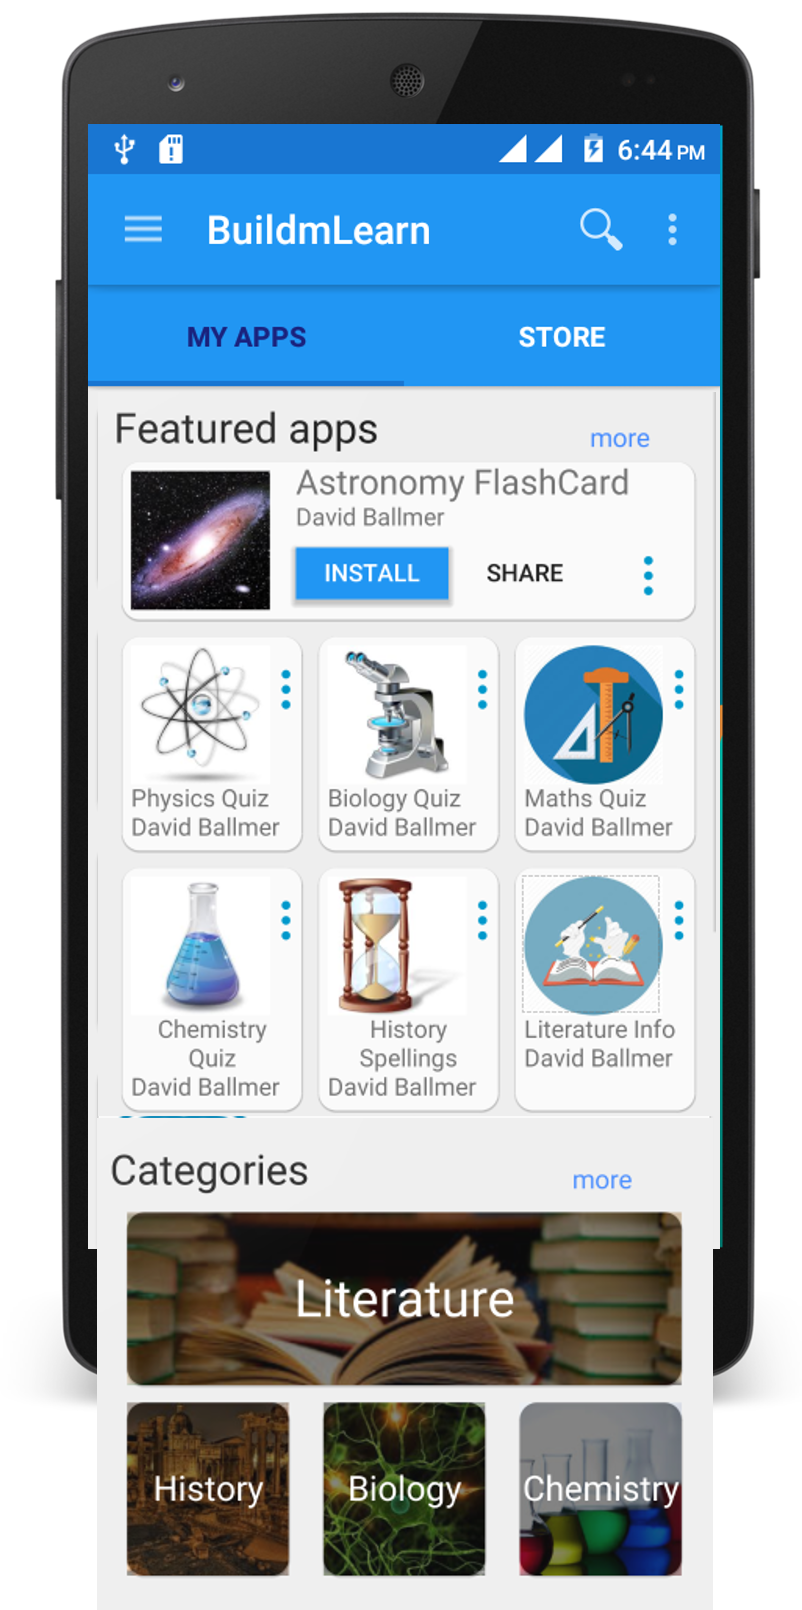 6:44 PM
BuildmLearn
MY APPS
STORE
Featured apps
more
Astronomy FlashCard
David Ballmer
INSTALL
SHARE
Physics Quiz
David Ballmer
Biology Quiz
David Ballmer
Maths Quiz
David Ballmer
Chemistry
Quiz
David Ballmer
History
Spellings
David Ballmer
Literature Info
David Ballmer
Categories
more
Literature
History
Biology
Chemistry